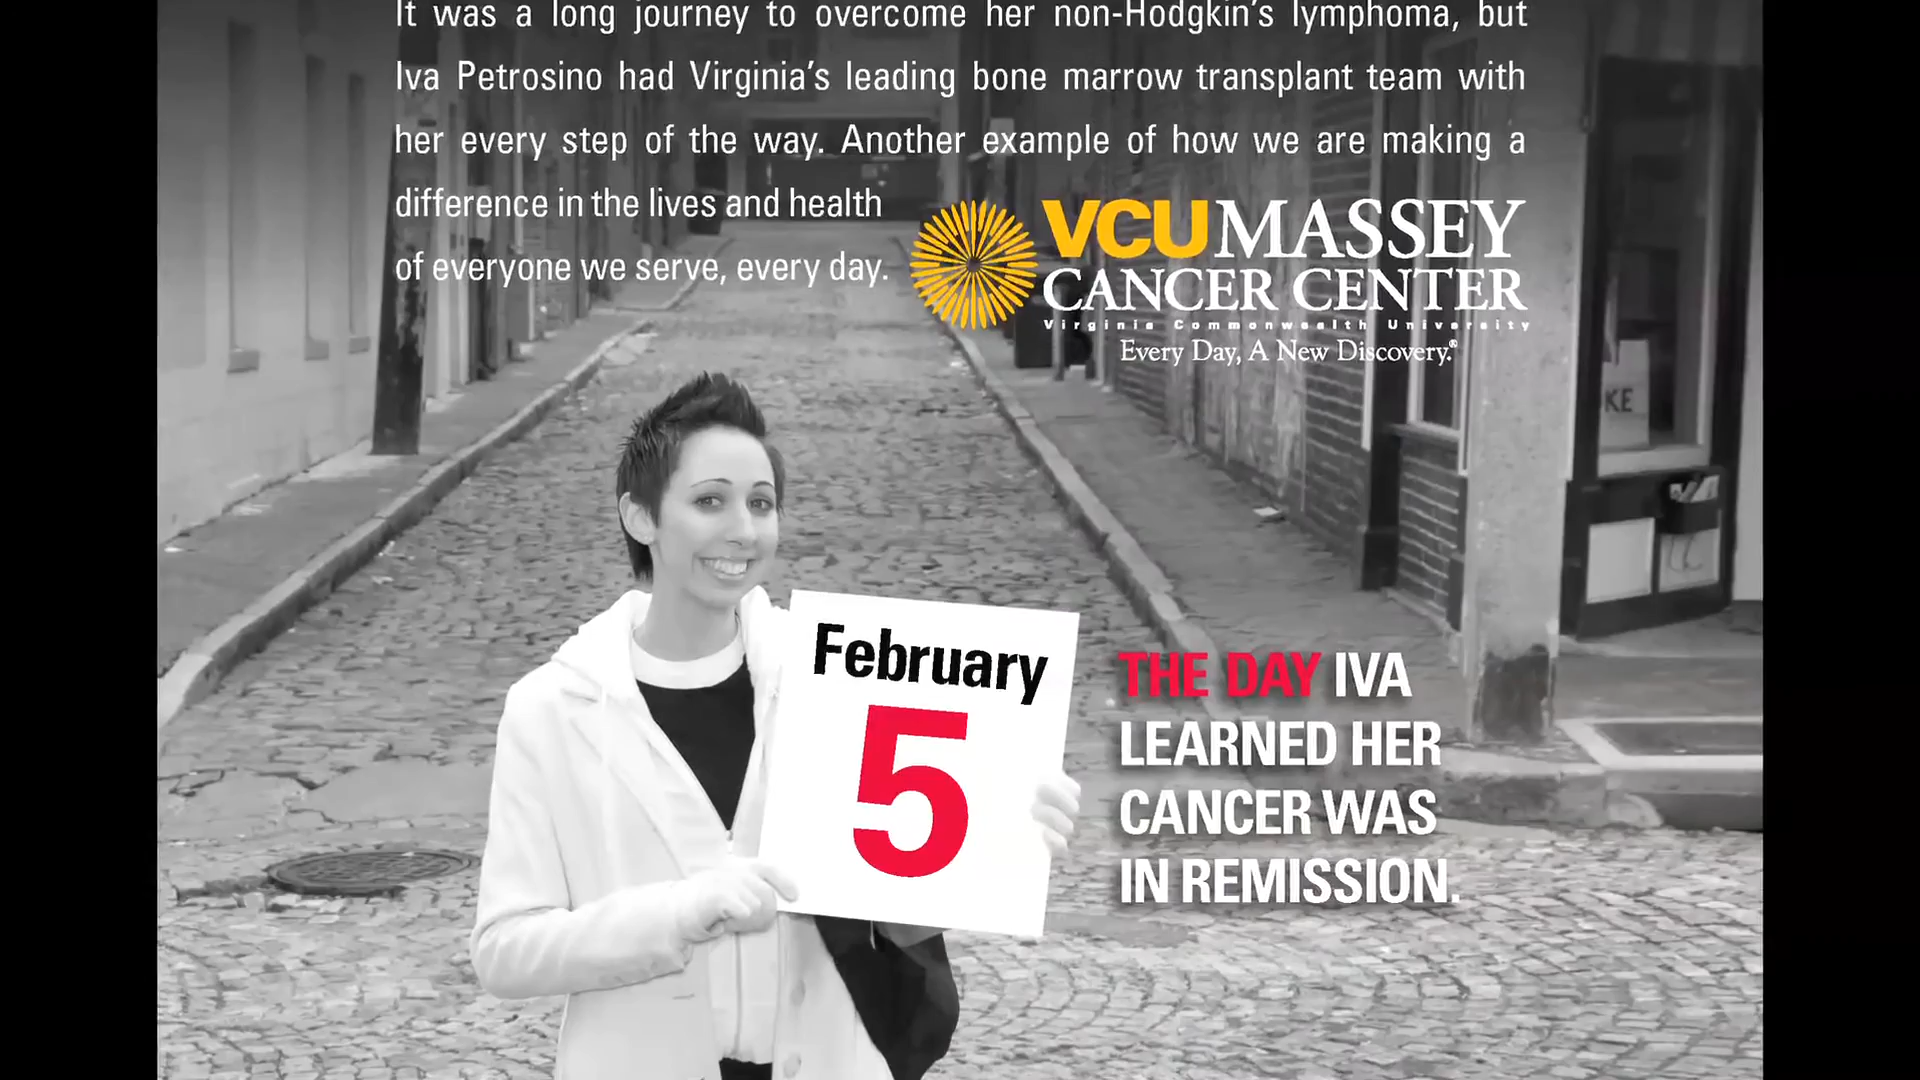 It was a long journey to overcome her non-Hodgkin's lymphoma, but
Iva Petrosino had Virginia's leading bone marrow transplant team with
her every step of the way. Another example of how we are making a
difference in the lives and health
of everyone we serve, every day.
VCU MASSEY
CANCER CENTER
Virginia Commonwealth University
Every Day, A New Discovery.®
KE
February
5
THE DAY IVA
LEARNED HER
CANCER WAS
IN REMISSION.